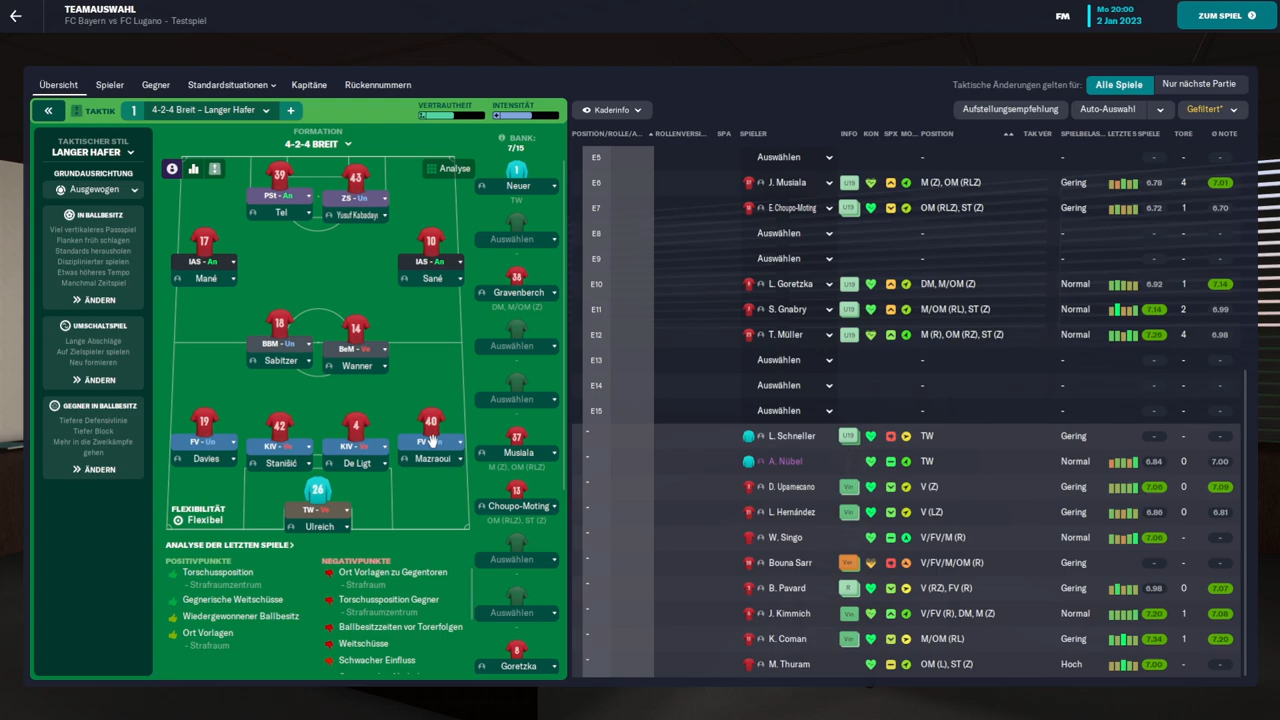 TEAMAUSWAHL
FC Bayern vs FC Lugano - Testspiel
FM
Mo 20:00
2 Jan 2023
ZUM SPIEL
Übersicht
Spieler
Gegner
Standardsituationen
Kapitäne
Rückennummern
Taktische Änderungen gelten für:
Alle Spiele
Nur nächste Partie
TAKTIK
1
4-2-4 Breit – Langer Hafer
VERTRAUTHEIT
INTENSITÄT
Kaderinfo
Aufstellungsempfehlung
Auto-Auswahl
Gefiltert*
TAKTISCHER STIL
LANGER HAFER
GRUNDAUSRICHTUNG
Ausgewogen
IN BALLBESITZ
Viel vertikaleres Passspiel
Flanken früh schlagen
Standards herausholen
Disziplinierter spielen
Etwas höheres Tempo
Manchmal Zeitspiel
ÄNDERN
UMSCHALTSPIEL
Lange Abschläge
Auf Zielspieler spielen
Neu formieren
ÄNDERN
GEGNER IN BALLBESITZ
Tiefere Defensivlinie
Tiefer Block
Mehr in die Zweikämpfe
gehen
ÄNDERN
FORMATION
4-2-4 BREIT
Analyse
39
PSt - An
Tel
43
ZS - Un
Yusuf Kabadayı
17
IAS - An
Mané
10
IAS - An
Sané
18
BBM - Un
Sabitzer
14
BeM - Ve
Wanner
19
FV - Un
Davies
42
KIV - Ve
Stanišić
4
KIV - Ve
De Ligt
40
FV
Mazraoui
26
TW - Ve
Ulreich
FLEXIBILITÄT
Flexibel
BANK:
7/15
1
Neuer
TW
Auswählen
-
38
Gravenberch
DM, M/OM (Z)
Auswählen
-
Auswählen
-
37
Musiala
M (Z), OM (RLZ)
13
Choupo-Moting
OM (RLZ), ST (Z)
Auswählen
-
Auswählen
-
8
Goretzka
ANALYSE DER LETZTEN SPIELE
POSITIVPUNKTE
Torschussposition
- Strafraumzentrum
Gegnerische Weitschüsse
Wiedergewonnener Ballbesitz
Ort Vorlagen
- Strafraum
NEGATIVPUNKTE
Ort Vorlagen zu Gegentoren
- Strafraum
Torschussposition Gegner
- Strafraumzentrum
Ballbesitzzeiten vor Torerfolgen
Weitschüsse
Schwacher Einfluss
POSITION/ROLLE/A... ROLLENVERS... SPA SPIELER INFO KON SPX MO... POSITION TAK VER SPIELBELAS... LETZTE 5 SPIELE TORE Ø NOTE
E5 Auswählen - - - -
E6 J. Musiala U19 M (Z), OM (RLZ) Gering 6.78 4 7.01
E7 E. Choupo-Moting U19 OM (RLZ), ST (Z) Gering 6.72 1 6.70
E8 Auswählen - - - -
E9 Auswählen - - - -
E10 L. Goretzka DM, M/OM (Z) Normal 6.92 1 7.14
E11 S. Gnabry U19 M/OM (RL), ST (Z) Normal 7.14 2 6.99
E12 T. Müller U19 M (R), OM (RZ), ST (Z) Normal 7.26 4 6.98
E13 Auswählen - - - -
E14 Auswählen - - - -
E15 Auswählen - - - -
- L. Schneller U19 TW Gering - - -
- A. Nübel TW Normal 6.84 0 7.00
- D. Upamecano Ver V (Z) Gering 7.06 0 7.09
- L. Hernández Ver V (LZ) Gering 6.86 0 6.81
- W. Singo V/FV/M (R) Normal 7.06 - -
- Bouna Sarr Ver V/FV/M/OM (R) Gering - - -
- B. Pavard R V (RZ), FV (R) Gering 6.98 0 7.07
- J. Kimmich Ver V/FV (R), DM, M (Z) Normal 7.20 1 7.08
- K. Coman Ver M/OM (RL) Gering 7.34 1 7.20
- M. Thuram OM (L), ST (Z) Hoch 7.00 - -